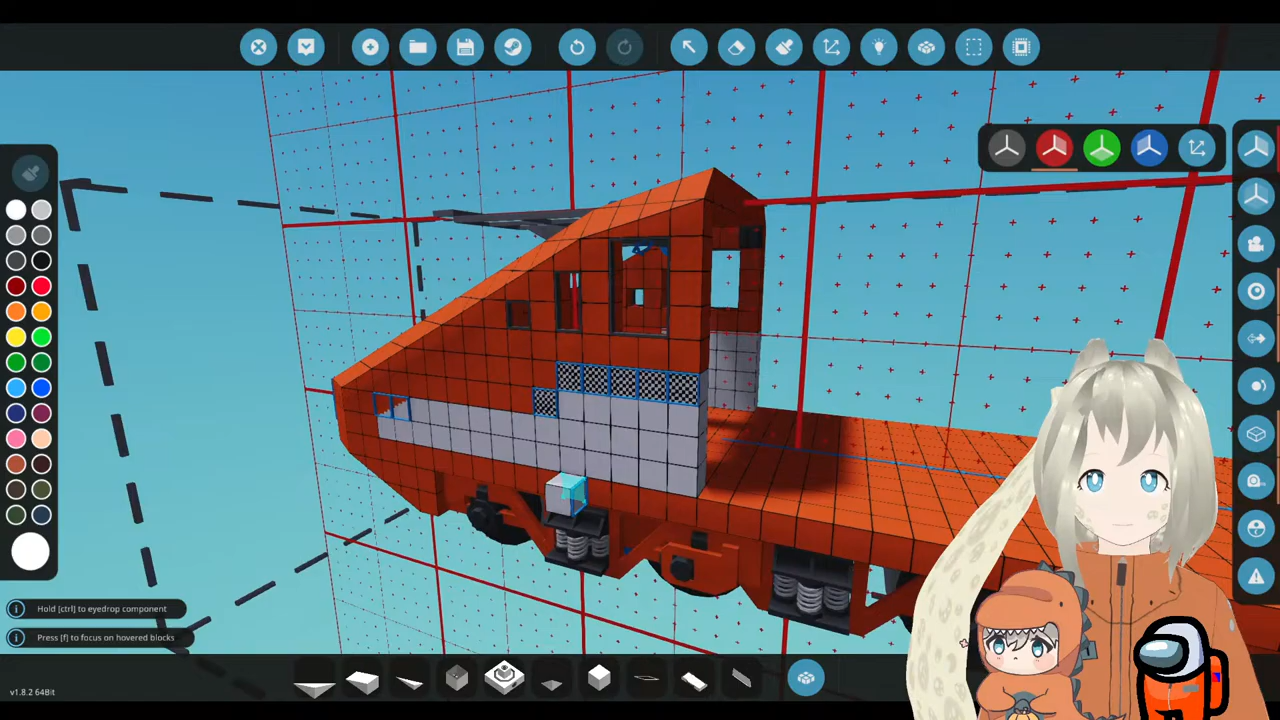 Hold [ctrl] to eyedrop component
Press [f] to focus on hovered blocks
v1.8.2 64Bit